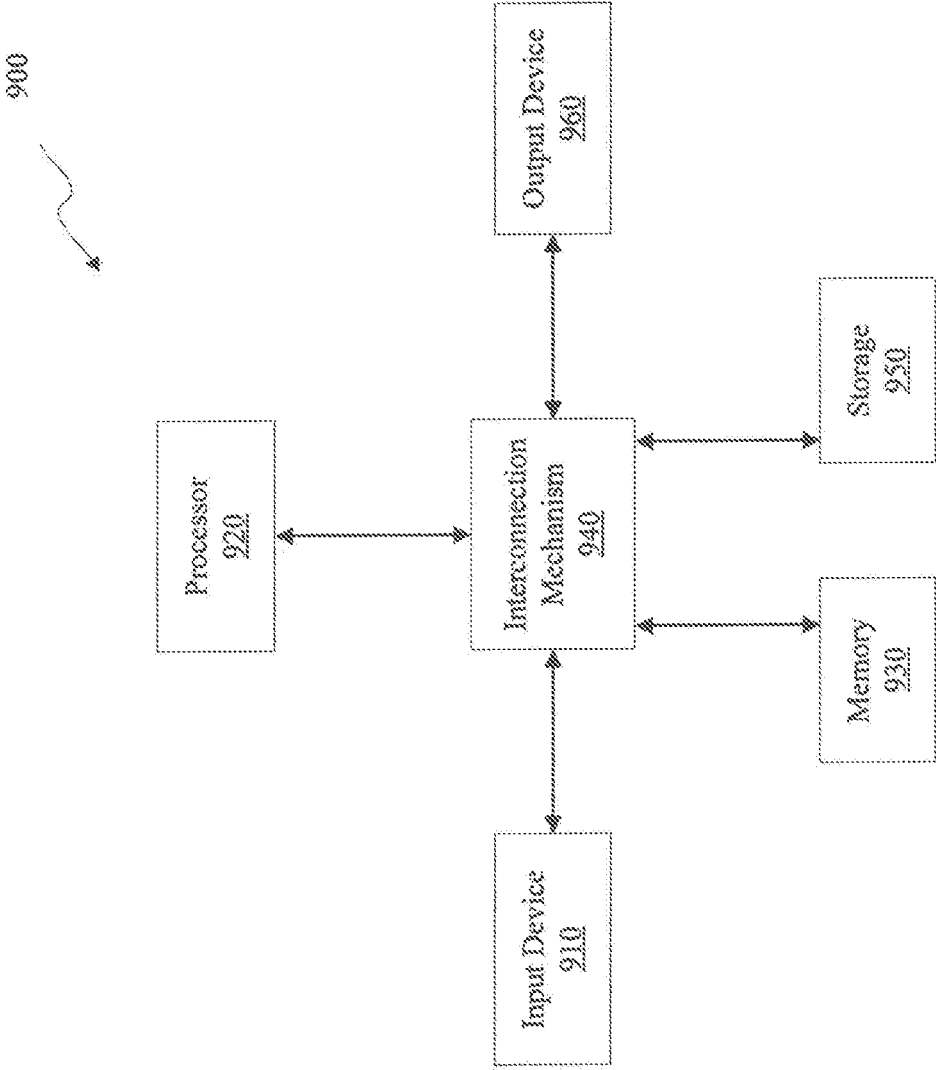 900
Processor
920
Input Device
910
Interconnection
Mechanism
940
Output Device
960
Memory
930
Storage
950